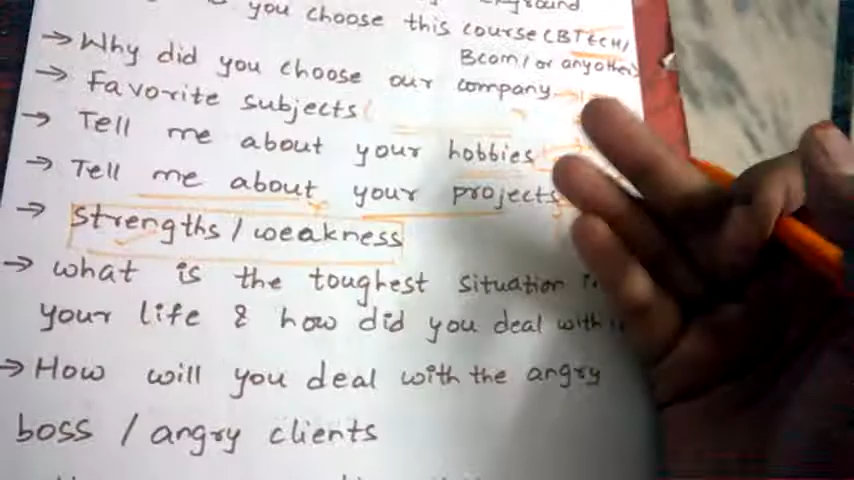 you choose this course (BTECH/
Bcom/ or anyother)
→ Why did you choose our company
→ Favorite subjects
→ Tell me about your hobbies
→ Tell me about your projects
→ strengths / weakness
→ what is the toughest situation
your life & how did you deal with
→ How will you deal with the angry
boss / angry clients